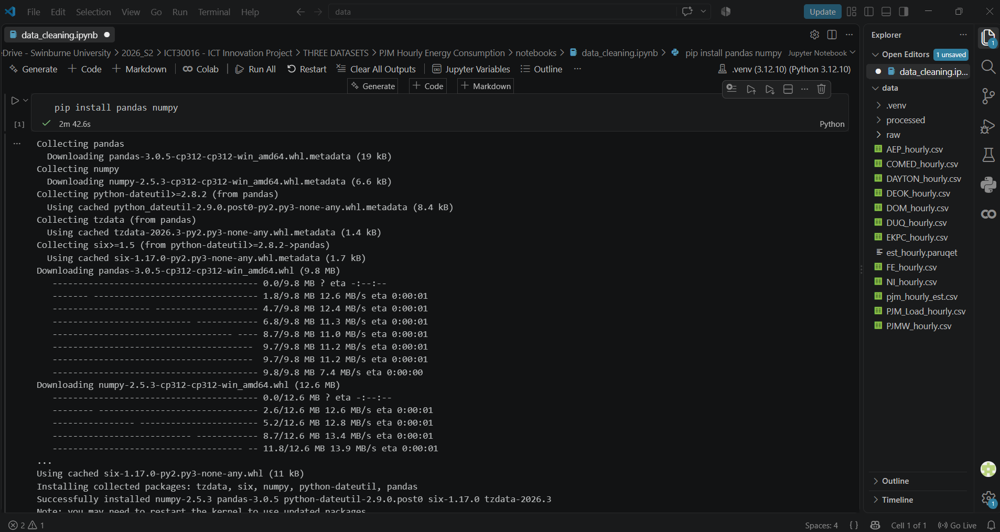 File Edit Selection View Go Run Terminal Help
data
Update
data_cleaning.ipynb
Drive - Swinburne University > 2026_S2 > ICT30016 - ICT Innovation Project > THREE DATASETS > PJM Hourly Energy Consumption > notebooks > data_cleaning.ipynb > pip install pandas numpy
Jupyter Notebook
Generate + Code + Markdown Colab Run All Restart Clear All Outputs Jupyter Variables Outline ...
.venv (3.12.10) (Python 3.12.10)
Generate + Code + Markdown
pip install pandas numpy
[1] 2m 42.6s
Python
Collecting pandas
  Downloading pandas-3.0.5-cp312-cp312-win_amd64.whl.metadata (19 kB)
Collecting numpy
  Downloading numpy-2.5.3-cp312-cp312-win_amd64.whl.metadata (6.6 kB)
Collecting python-dateutil>=2.8.2 (from pandas)
  Using cached python_dateutil-2.9.0.post0-py2.py3-none-any.whl.metadata (8.4 kB)
Collecting tzdata (from pandas)
  Using cached tzdata-2026.3-py2.py3-none-any.whl.metadata (1.4 kB)
Collecting six>=1.5 (from python-dateutil>=2.8.2->pandas)
  Using cached six-1.17.0-py2.py3-none-any.whl.metadata (1.7 kB)
Downloading pandas-3.0.5-cp312-cp312-win_amd64.whl (9.8 MB)
   ---------------------------------------- 0.0/9.8 MB ? eta -:--:--
   ------- -------------------------------- 1.8/9.8 MB 12.6 MB/s eta 0:00:01
   ------------------- -------------------- 4.7/9.8 MB 12.4 MB/s eta 0:00:01
   --------------------------- ------------ 6.8/9.8 MB 11.3 MB/s eta 0:00:01
   ----------------------------------- ---- 8.7/9.8 MB 11.0 MB/s eta 0:00:01
   ---------------------------------------  9.7/9.8 MB 11.2 MB/s eta 0:00:01
   ---------------------------------------  9.7/9.8 MB 11.2 MB/s eta 0:00:01
   ---------------------------------------- 9.8/9.8 MB 7.4 MB/s eta 0:00:00
Downloading numpy-2.5.3-cp312-cp312-win_amd64.whl (12.6 MB)
   ---------------------------------------- 0.0/12.6 MB ? eta -:--:--
   -------- ------------------------------- 2.6/12.6 MB 12.6 MB/s eta 0:00:01
   ---------------- ----------------------- 5.2/12.6 MB 12.8 MB/s eta 0:00:01
   --------------------------- ------------ 8.7/12.6 MB 13.4 MB/s eta 0:00:01
   ------------------------------------- -- 11.8/12.6 MB 13.9 MB/s eta 0:00:01
...
Using cached six-1.17.0-py2.py3-none-any.whl (11 kB)
Installing collected packages: tzdata, six, numpy, python-dateutil, pandas
Successfully installed numpy-2.5.3 pandas-3.0.5 python-dateutil-2.9.0.post0 six-1.17.0 tzdata-2026.3
Note: you may need to restart the kernel to use updated packages.
Explorer
Open Editors 1 unsaved
data_cleaning.ip...
data
.venv
processed
raw
AEP_hourly.csv
COMED_hourly.csv
DAYTON_hourly.csv
DEOK_hourly.csv
DOM_hourly.csv
DUQ_hourly.csv
EKPC_hourly.csv
est_hourly.paruqet
FE_hourly.csv
NI_hourly.csv
pjm_hourly_est.csv
PJM_Load_hourly.csv
PJMW_hourly.csv
Outline
Timeline
1
1
2 1
Spaces: 4 { } Cell 1 of 1 Go Live